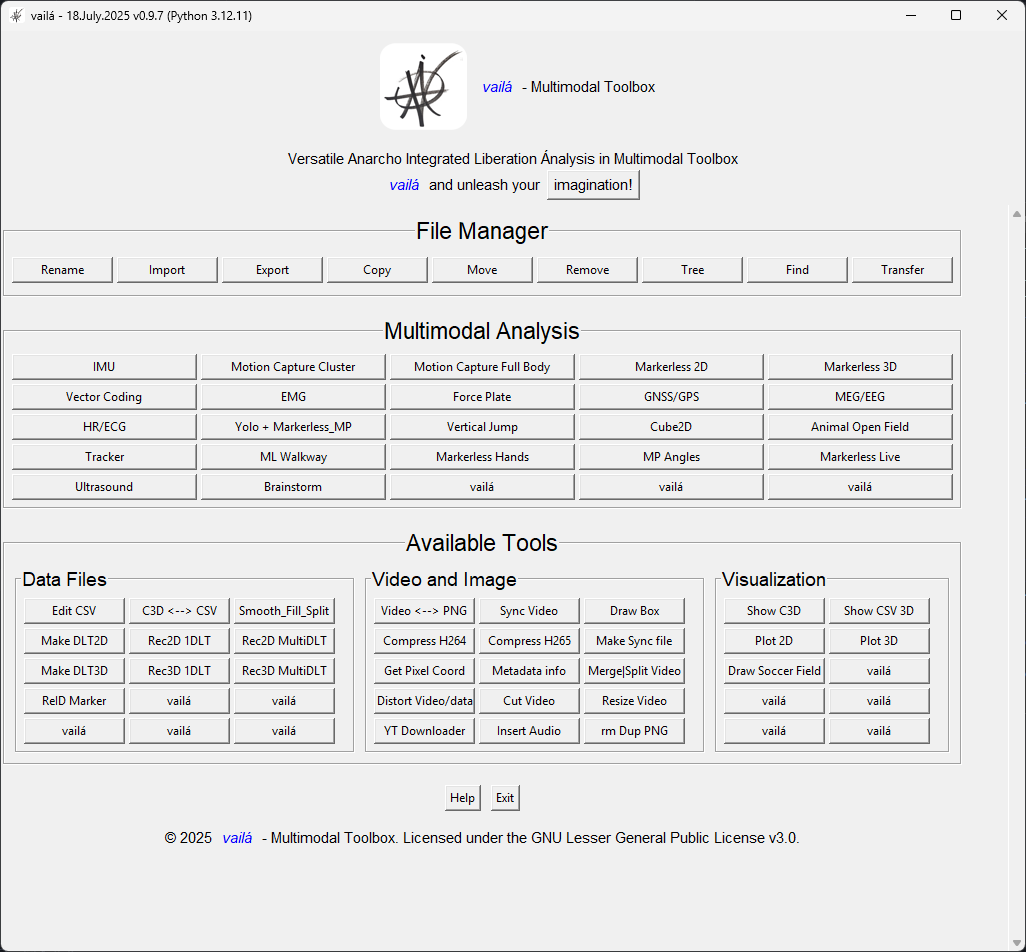 vailá - 18.July.2025 v0.9.7 (Python 3.12.11)
vailá - Multimodal Toolbox
Versatile Anarcho Integrated Liberation Ánalysis in Multimodal Toolbox
vailá and unleash your imagination!
File Manager
Rename Import Export Copy Move Remove Tree Find Transfer
Multimodal Analysis
IMU Motion Capture Cluster Motion Capture Full Body Markerless 2D Markerless 3D
Vector Coding EMG Force Plate GNSS/GPS MEG/EEG
HR/ECG Yolo + Markerless_MP Vertical Jump Cube2D Animal Open Field
Tracker ML Walkway Markerless Hands MP Angles Markerless Live
Ultrasound Brainstorm vailá vailá vailá
Available Tools
Data Files
Edit CSV C3D <--> CSV Smooth_Fill_Split
Make DLT2D Rec2D 1DLT Rec2D MultiDLT
Make DLT3D Rec3D 1DLT Rec3D MultiDLT
ReID Marker vailá vailá
vailá vailá vailá
Video and Image
Video <--> PNG Sync Video Draw Box
Compress H264 Compress H265 Make Sync file
Get Pixel Coord Metadata info Merge|Split Video
Distort Video/data Cut Video Resize Video
YT Downloader Insert Audio rm Dup PNG
Visualization
Show C3D Show CSV 3D
Plot 2D Plot 3D
Draw Soccer Field vailá
vailá vailá
vailá vailá
Help Exit
© 2025 vailá - Multimodal Toolbox. Licensed under the GNU Lesser General Public License v3.0.